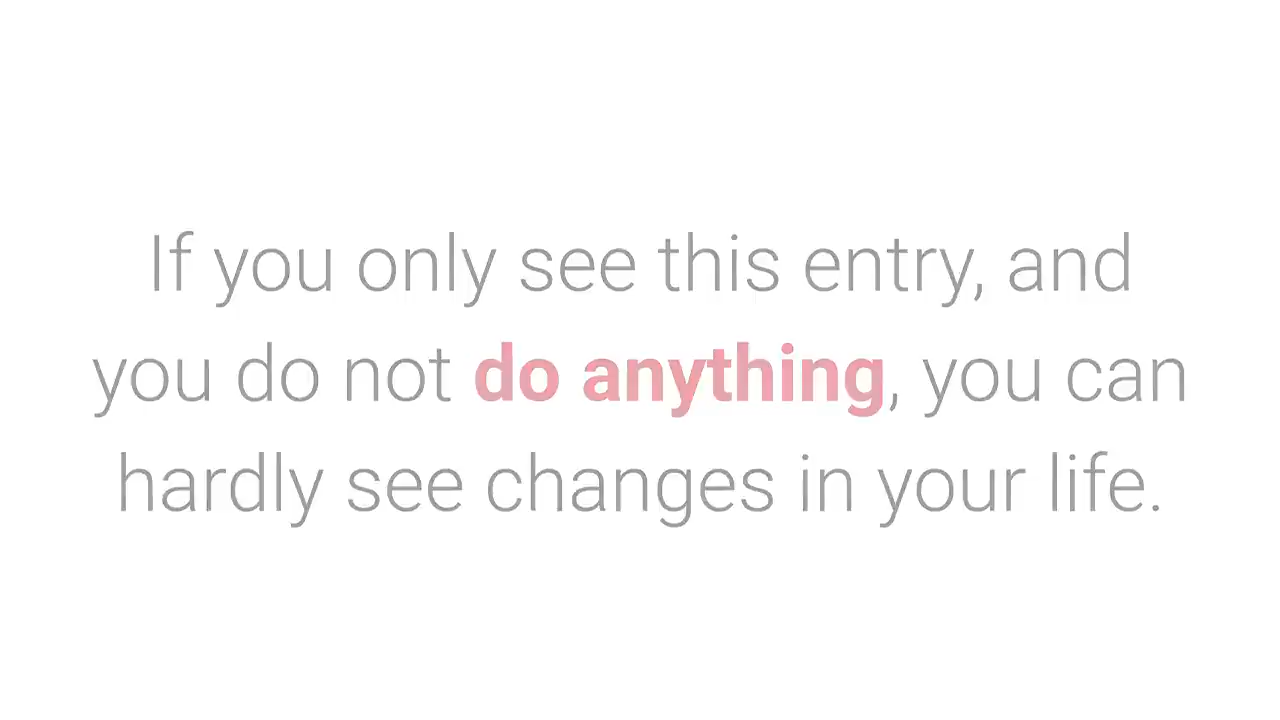 If you only see this entry, and
you do not do anything, you can
hardly see changes in your life.